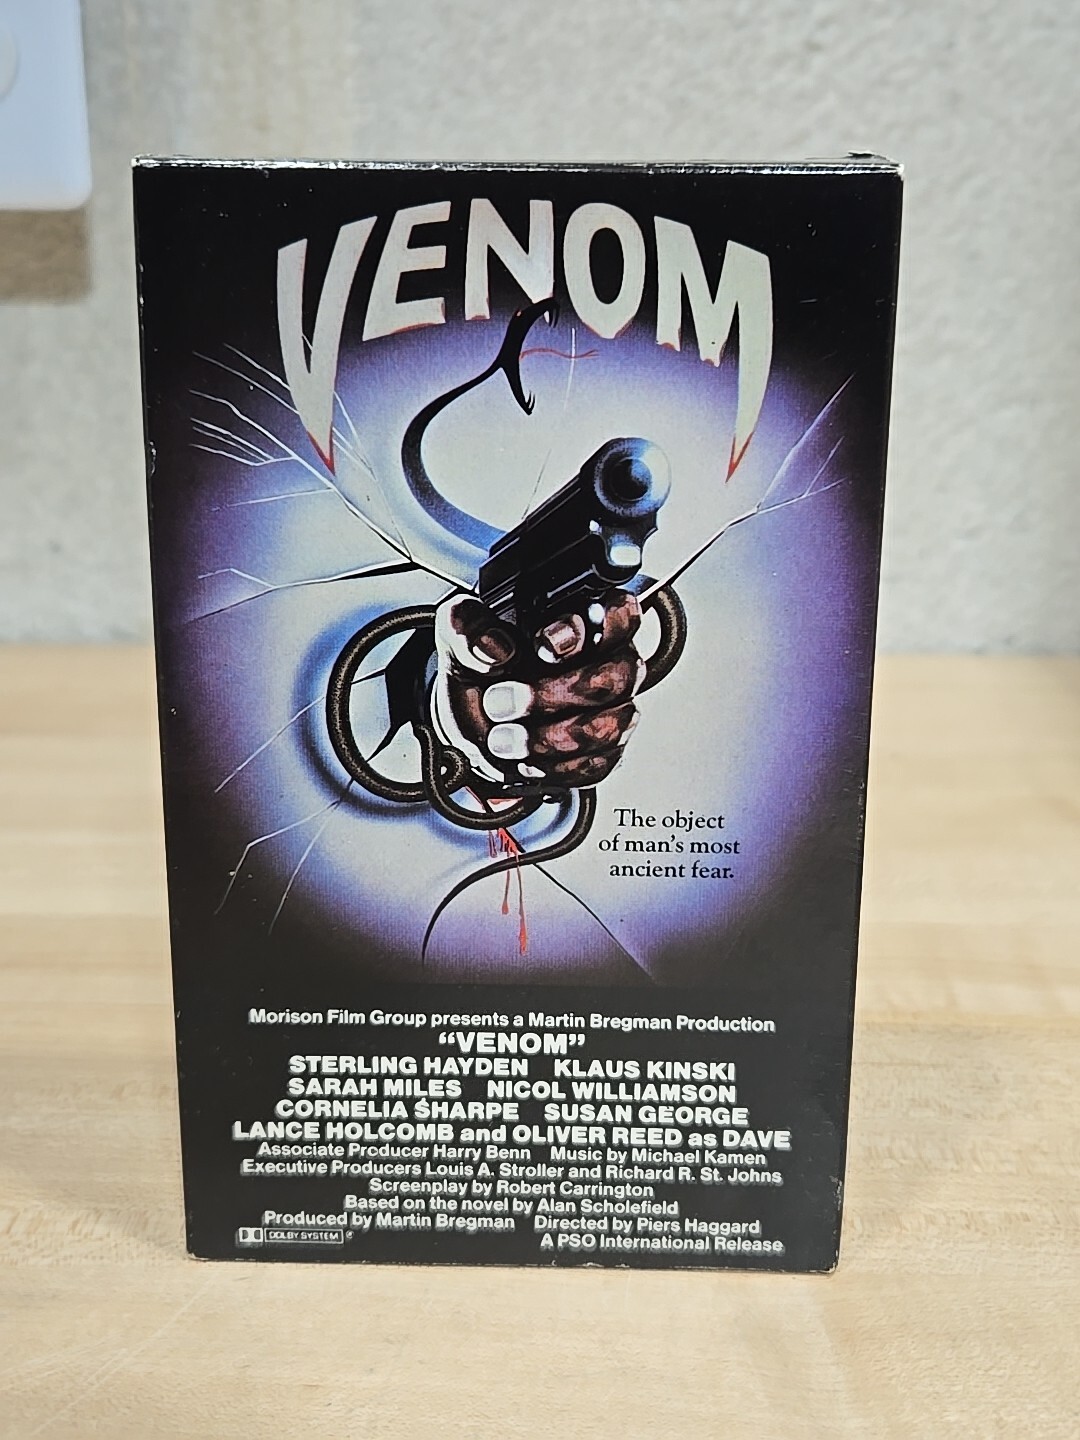 VENOM
The object
of man's most
ancient fear.
Morison Film Group presents a Martin Bregman Production
"VENOM"
STERLING HAYDEN KLAUS KINSKI
SARAH MILES NICOL WILLIAMSON
CORNELIA SHARPE SUSAN GEORGE
LANCE HOLCOMB and OLIVER REED as DAVE
Associate Producer Harry Benn Music by Michael Kamen
Executive Producers Louis A. Stroller and Richard R. St. Johns
Screenplay by Robert Carrington
Based on the novel by Alan Scholefield
Produced by Martin Bregman Directed by Piers Haggard
DOLBY SYSTEM ® A PSO International Release